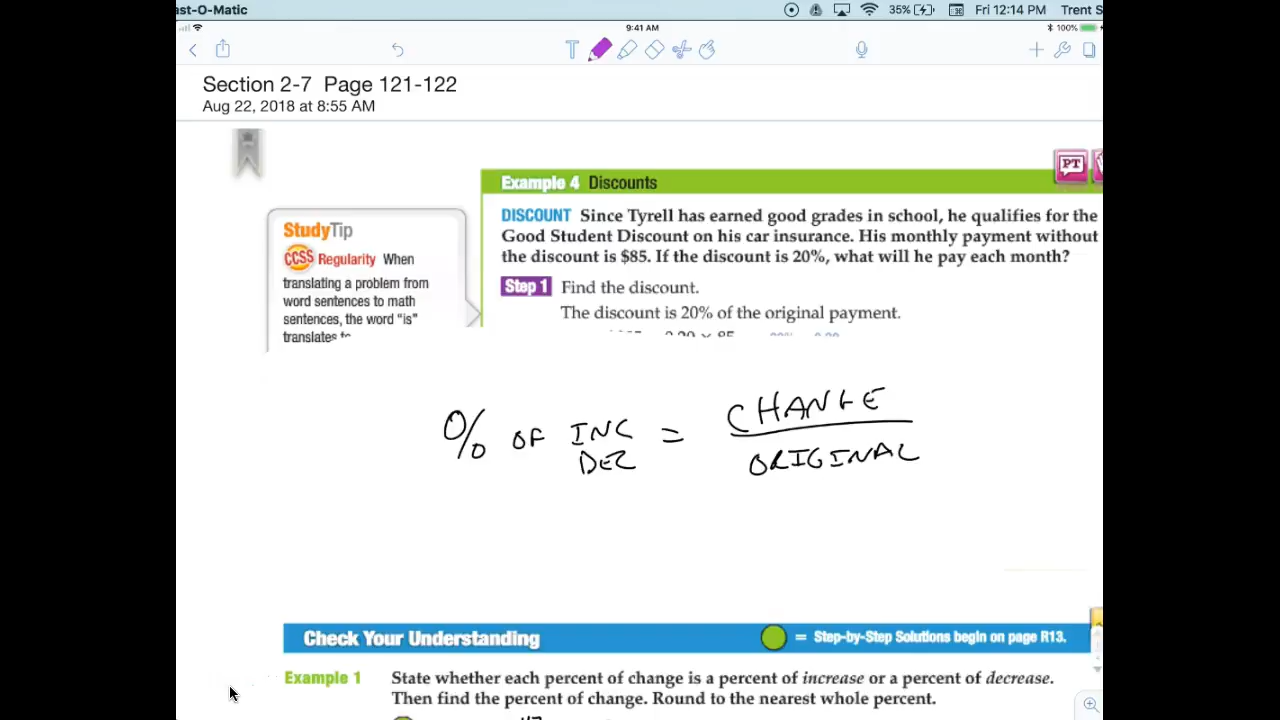 ast-O-Matic
35%
Fri 12:14 PM
Trent S
9:41 AM
100%
T
Section 2-7 Page 121-122
Aug 22, 2018 at 8:55 AM
PT
Example 4 Discounts
DISCOUNT Since Tyrell has earned good grades in school, he qualifies for the
Good Student Discount on his car insurance. His monthly payment without
the discount is $85. If the discount is 20%, what will he pay each month?
Step 1 Find the discount.
The discount is 20% of the original payment.
StudyTip
CCSS Regularity When
translating a problem from
word sentences to math
sentences, the word “is”
translates
% OF INC = CHANGE
DEC ORIGINAL
Check Your Understanding
= Step-by-Step Solutions begin on page R13.
Example 1 State whether each percent of change is a percent of increase or a percent of decrease.
Then find the percent of change. Round to the nearest whole percent.